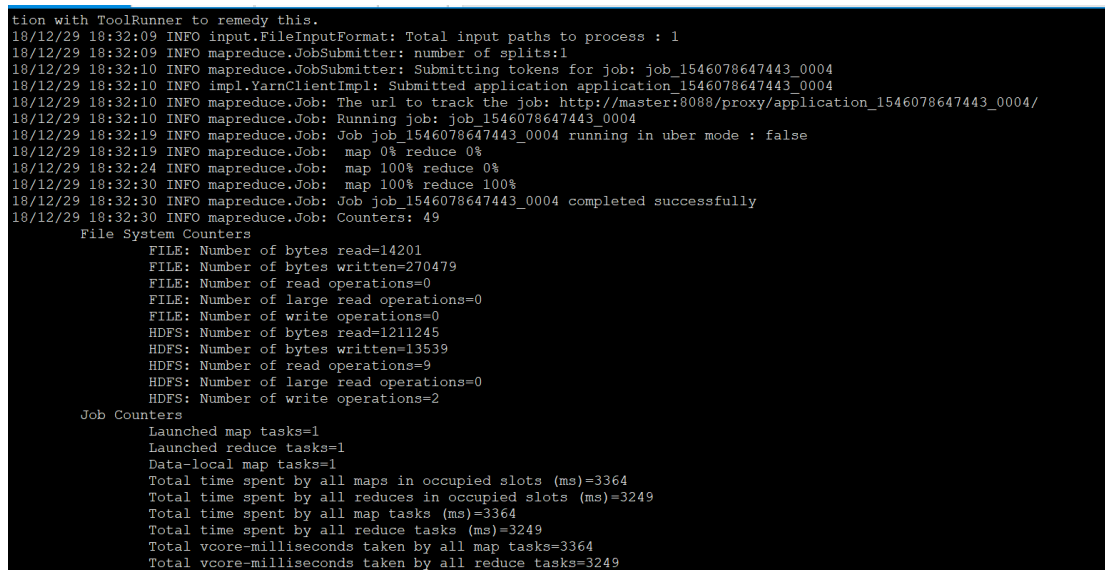 tion with ToolRunner to remedy this.
18/12/29 18:32:09 INFO input.FileInputFormat: Total input paths to process : 1
18/12/29 18:32:09 INFO mapreduce.JobSubmitter: number of splits:1
18/12/29 18:32:10 INFO mapreduce.JobSubmitter: Submitting tokens for job: job_1546078647443_0004
18/12/29 18:32:10 INFO impl.YarnClientImpl: Submitted application application_1546078647443_0004
18/12/29 18:32:10 INFO mapreduce.Job: The url to track the job: http://master:8088/proxy/application_1546078647443_0004/
18/12/29 18:32:10 INFO mapreduce.Job: Running job: job_1546078647443_0004
18/12/29 18:32:19 INFO mapreduce.Job: Job job_1546078647443_0004 running in uber mode : false
18/12/29 18:32:19 INFO mapreduce.Job:  map 0% reduce 0%
18/12/29 18:32:24 INFO mapreduce.Job:  map 100% reduce 0%
18/12/29 18:32:30 INFO mapreduce.Job:  map 100% reduce 100%
18/12/29 18:32:30 INFO mapreduce.Job: Job job_1546078647443_0004 completed successfully
18/12/29 18:32:30 INFO mapreduce.Job: Counters: 49
File System Counters
FILE: Number of bytes read=14201
FILE: Number of bytes written=270479
FILE: Number of read operations=0
FILE: Number of large read operations=0
FILE: Number of write operations=0
HDFS: Number of bytes read=1211245
HDFS: Number of bytes written=13539
HDFS: Number of read operations=9
HDFS: Number of large read operations=0
HDFS: Number of write operations=2
Job Counters
Launched map tasks=1
Launched reduce tasks=1
Data-local map tasks=1
Total time spent by all maps in occupied slots (ms)=3364
Total time spent by all reduces in occupied slots (ms)=3249
Total time spent by all map tasks (ms)=3364
Total time spent by all reduce tasks (ms)=3249
Total vcore-milliseconds taken by all map tasks=3364
Total vcore-milliseconds taken by all reduce tasks=3249